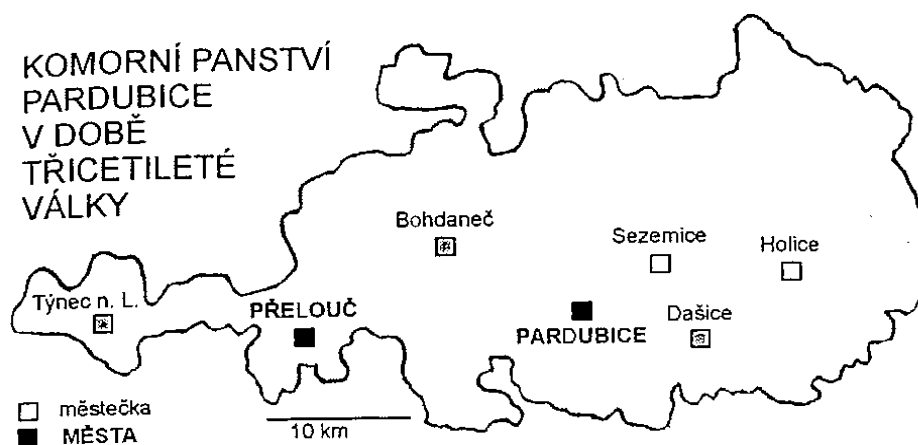 KOMORNÍ PANSTVÍ
PARDUBICE
V DOBĚ
TŘICETILETÉ
VÁLKY
Bohdaneč
Sezemice
Holice
Týnec n. L.
PŘELOUČ
PARDUBICE
Dašice
městečka
MĚSTA
10 km